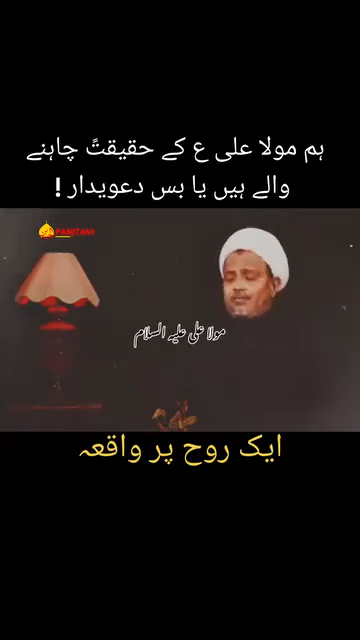 ہم مولا علی ع کے حقیقتً چاہنے
والے ہیں یا بس دعویدار !
PANJTANI
مولا علی علیہ السلام
ایک روح پر واقعہ